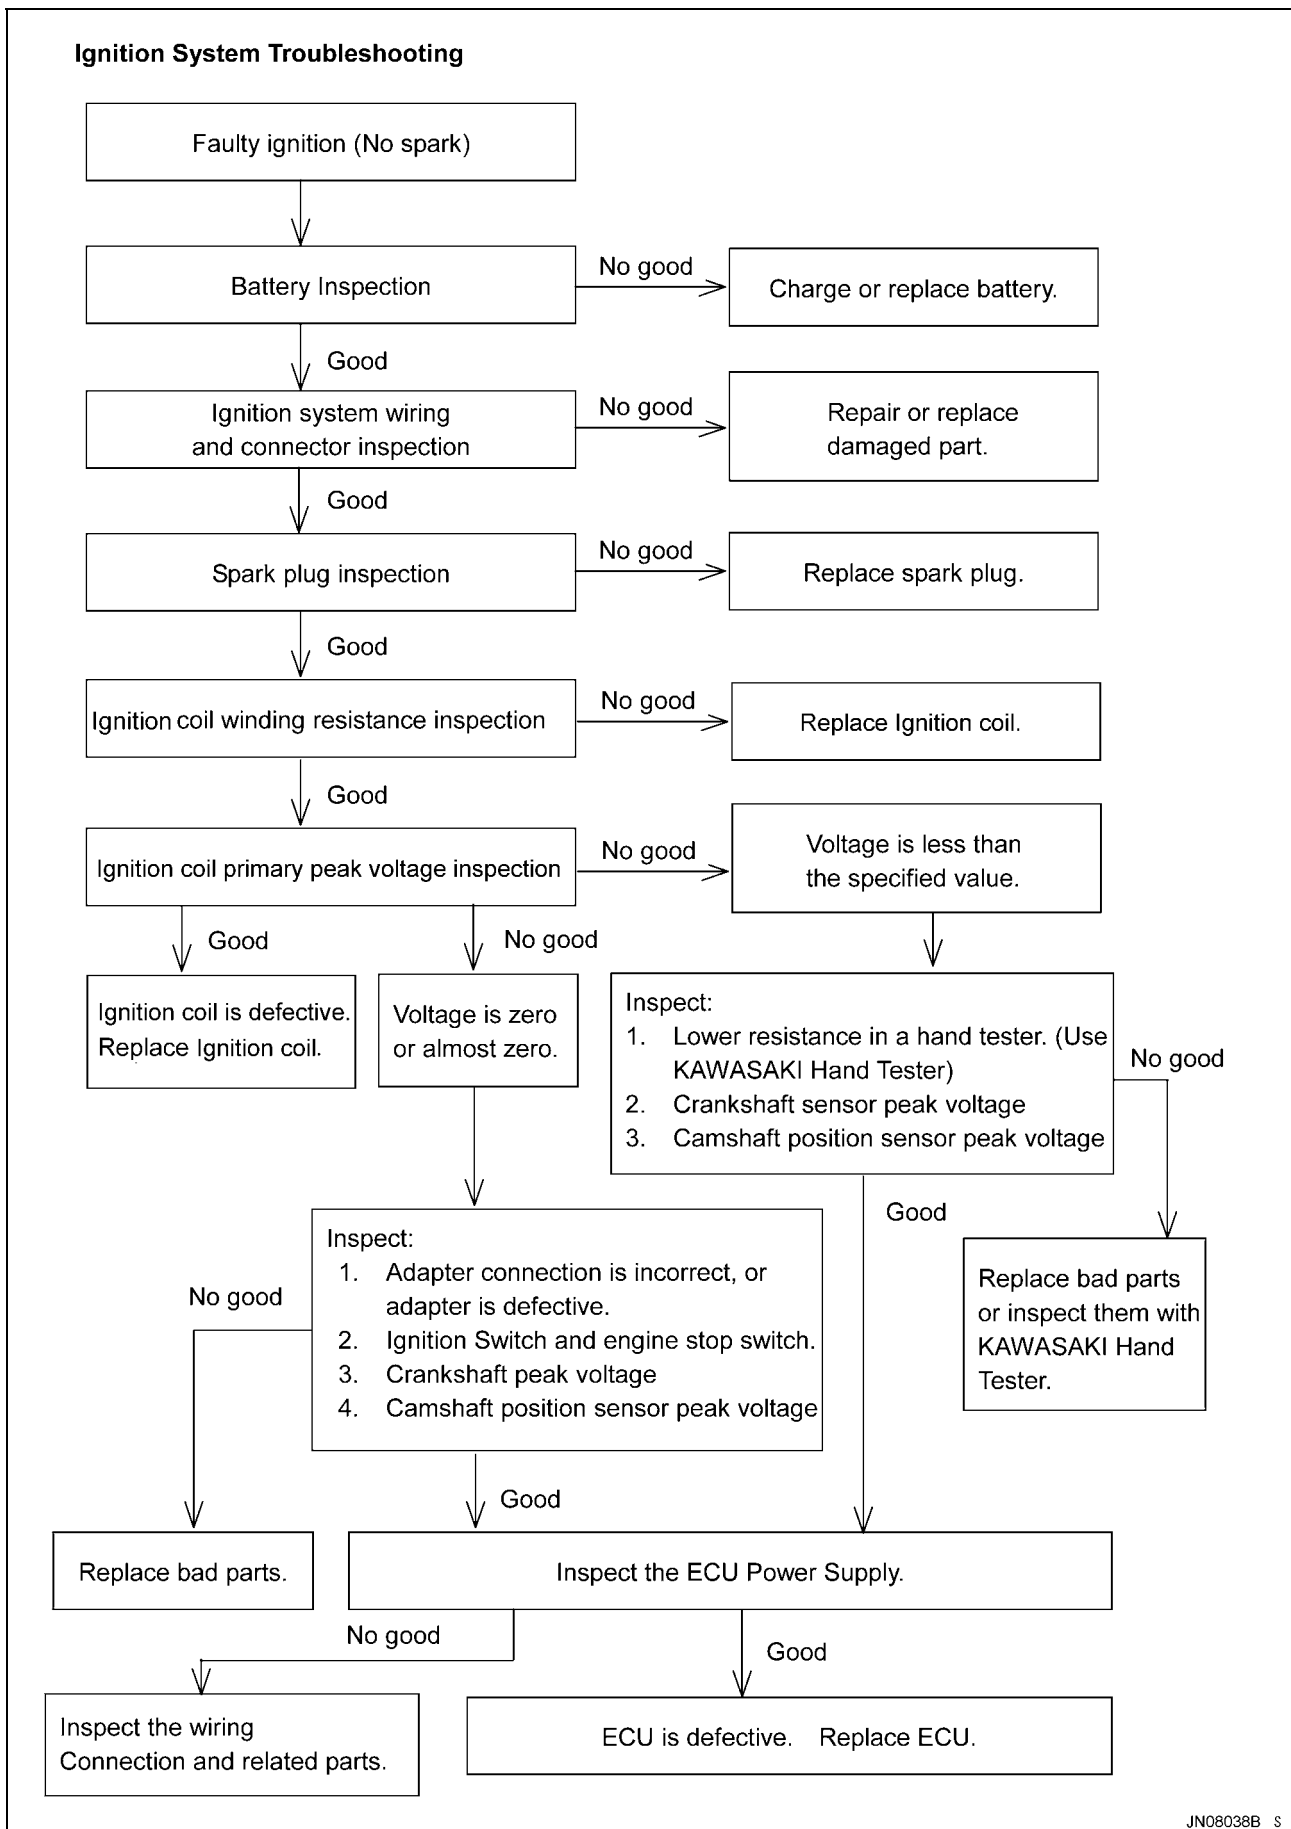 Ignition System Troubleshooting
Faulty ignition (No spark)
Battery Inspection
No good
Charge or replace battery.
Good
Ignition system wiring
and connector inspection
No good
Repair or replace
damaged part.
Good
Spark plug inspection
No good
Replace spark plug.
Good
Ignition coil winding resistance inspection
No good
Replace Ignition coil.
Good
Ignition coil primary peak voltage inspection
No good
Voltage is less than
the specified value.
Good
No good
Ignition coil is defective.
Replace Ignition coil.
Voltage is zero
or almost zero.
Inspect:
1. Lower resistance in a hand tester. (Use
KAWASAKI Hand Tester)
2. Crankshaft sensor peak voltage
3. Camshaft position sensor peak voltage
No good
Good
Replace bad parts
or inspect them with
KAWASAKI Hand
Tester.
Inspect:
1. Adapter connection is incorrect, or
adapter is defective.
2. Ignition Switch and engine stop switch.
3. Crankshaft peak voltage
4. Camshaft position sensor peak voltage
No good
Good
Replace bad parts.
Inspect the ECU Power Supply.
No good
Good
Inspect the wiring
Connection and related parts.
ECU is defective. Replace ECU.
JN08038B S